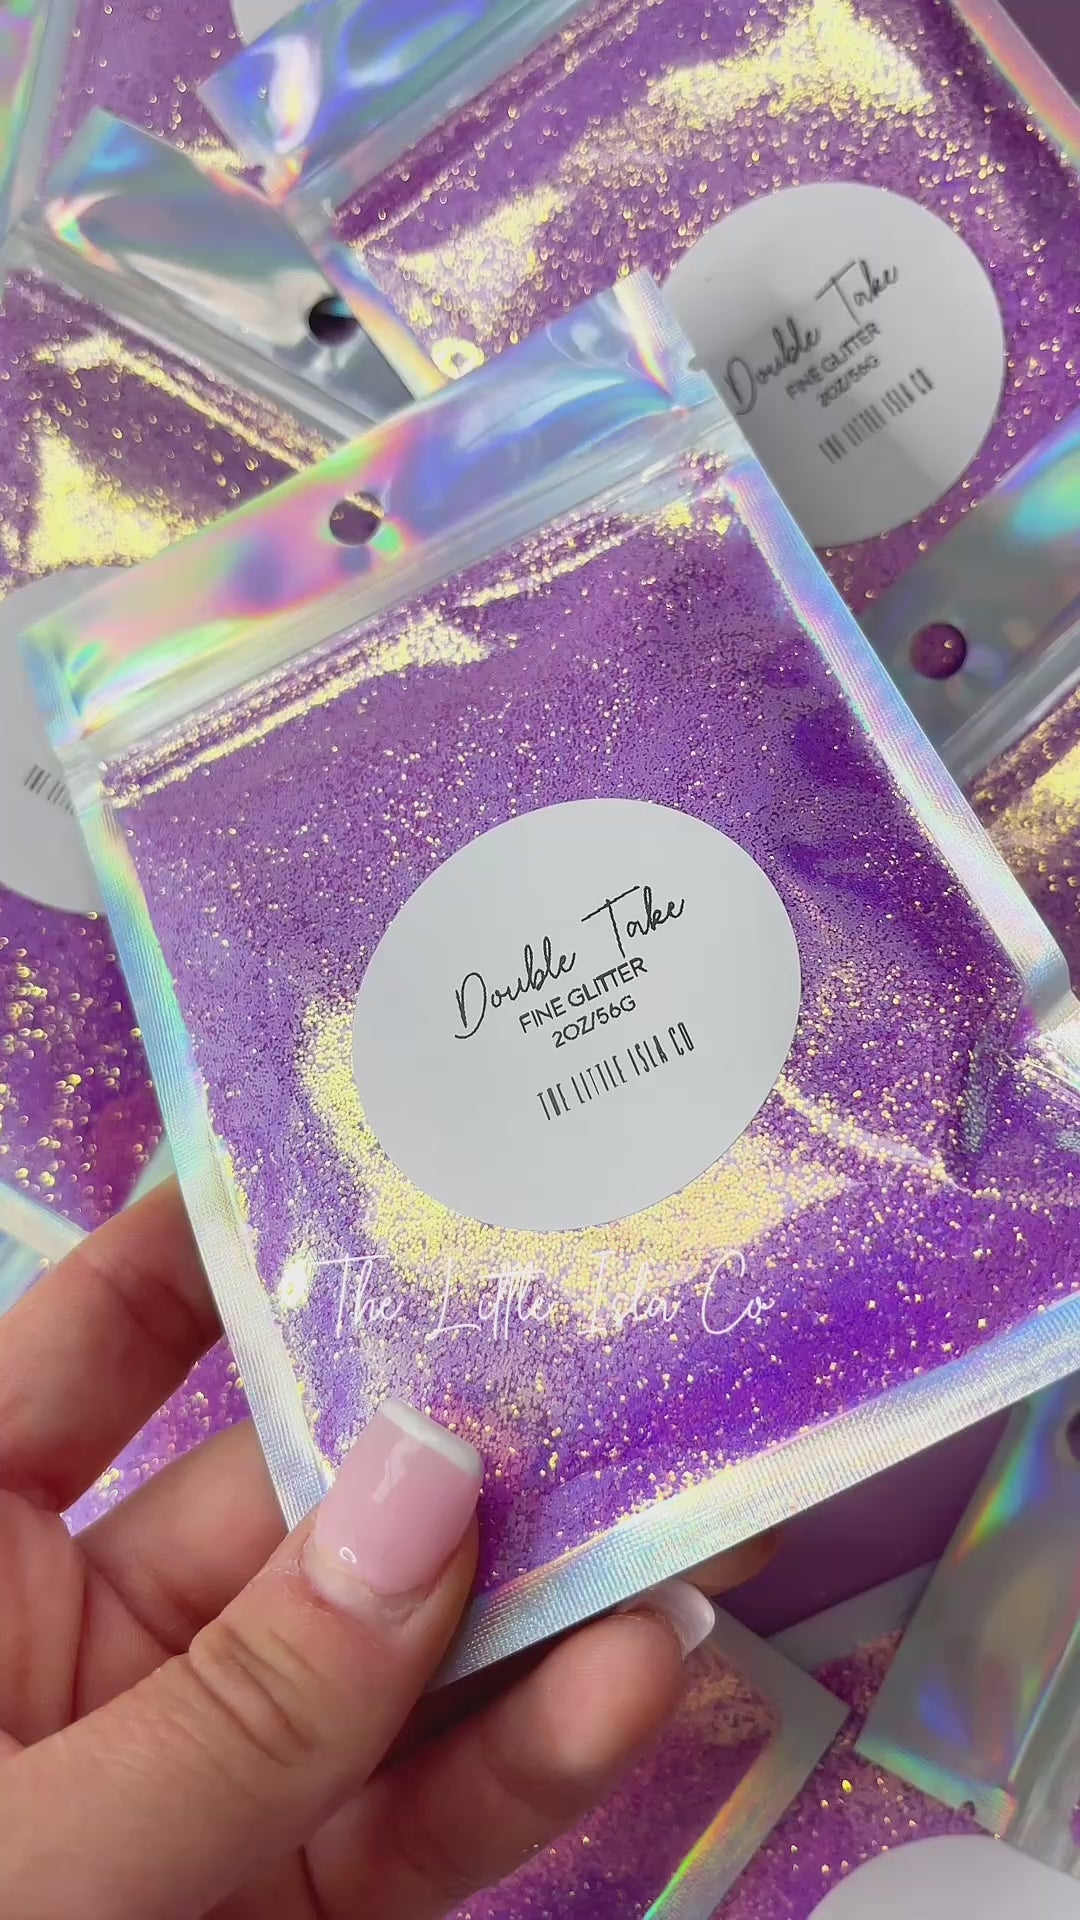 Double Take
FINE GLITTER
2OZ/56G
THE LITTLE ISLA CO
Double Take
FINE GLITTER
2OZ/56G
THE LITTLE ISLA CO
The Little Isla Co